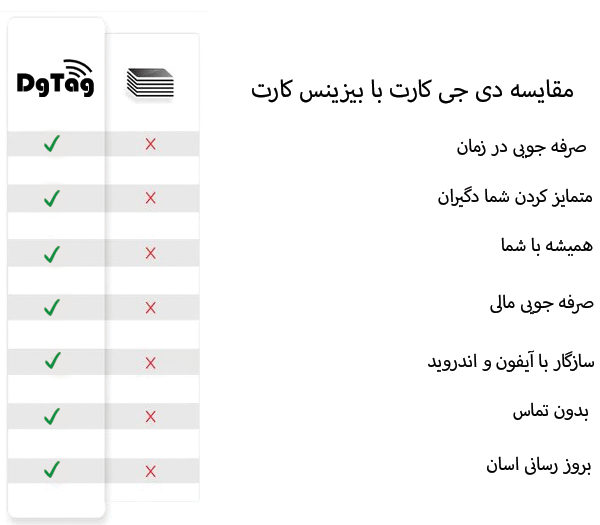 DgTag
مقایسه دی جی کارت با بیزینس کارت
صرفه جویی در زمان
متمایز کردن شما دگیران
همیشه با شما
صرفه جویی مالی
سازگار با آیفون و اندروید
بدون تماس
بروز رسانی اسان